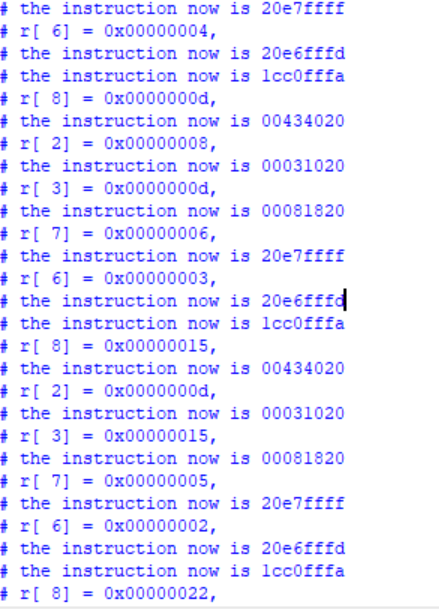 # the instruction now is 20e7ffff
# r[ 6] = 0x00000004,
# the instruction now is 20e6fffd
# the instruction now is 1cc0fffa
# r[ 8] = 0x0000000d,
# the instruction now is 00434020
# r[ 2] = 0x00000008,
# the instruction now is 00031020
# r[ 3] = 0x0000000d,
# the instruction now is 00081820
# r[ 7] = 0x00000006,
# the instruction now is 20e7ffff
# r[ 6] = 0x00000003,
# the instruction now is 20e6fffd
# the instruction now is 1cc0fffa
# r[ 8] = 0x00000015,
# the instruction now is 00434020
# r[ 2] = 0x0000000d,
# the instruction now is 00031020
# r[ 3] = 0x00000015,
# the instruction now is 00081820
# r[ 7] = 0x00000005,
# the instruction now is 20e7ffff
# r[ 6] = 0x00000002,
# the instruction now is 20e6fffd
# the instruction now is 1cc0fffa
# r[ 8] = 0x00000022,